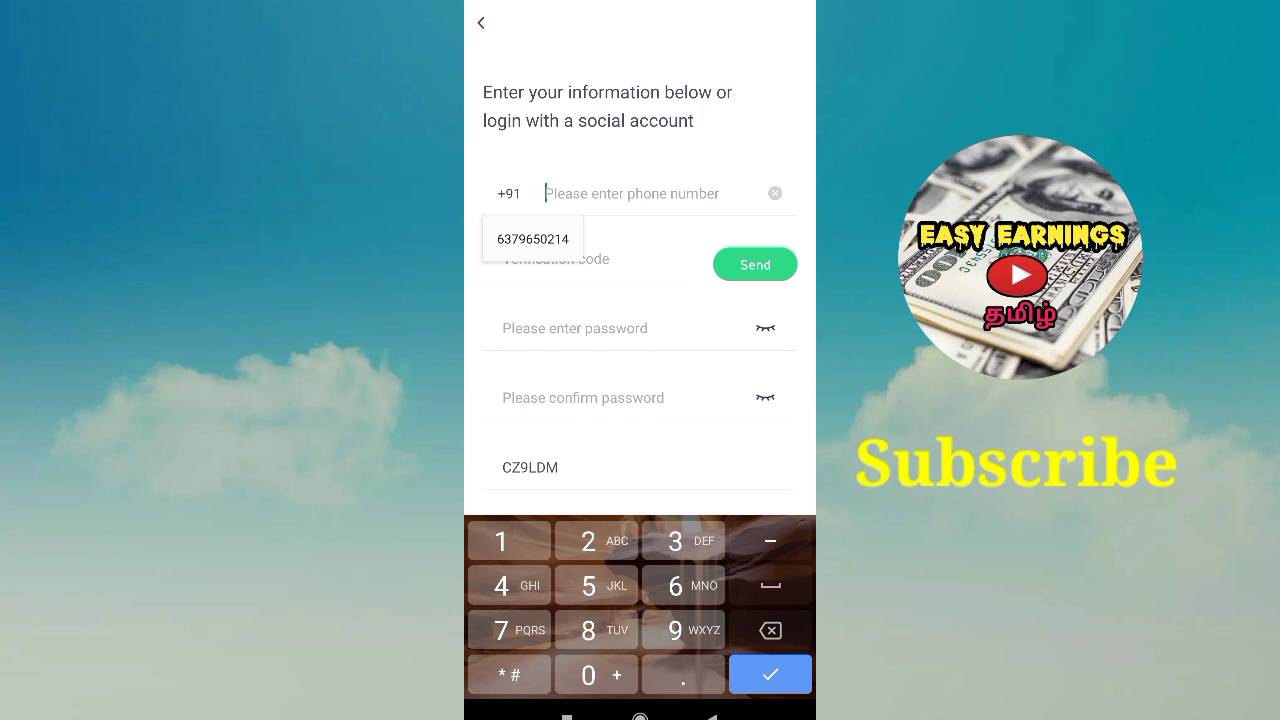 Enter your information below or
login with a social account
+91 Please enter phone number
6379650214
Verification code
Send
Please enter password
Please confirm password
CZ9LDM
1 2 ABC 3 DEF −
4 GHI 5 JKL 6 MNO
7 PQRS 8 TUV 9 WXYZ
* # 0 + .
EASY EARNINGS
தமிழ்
Subscribe